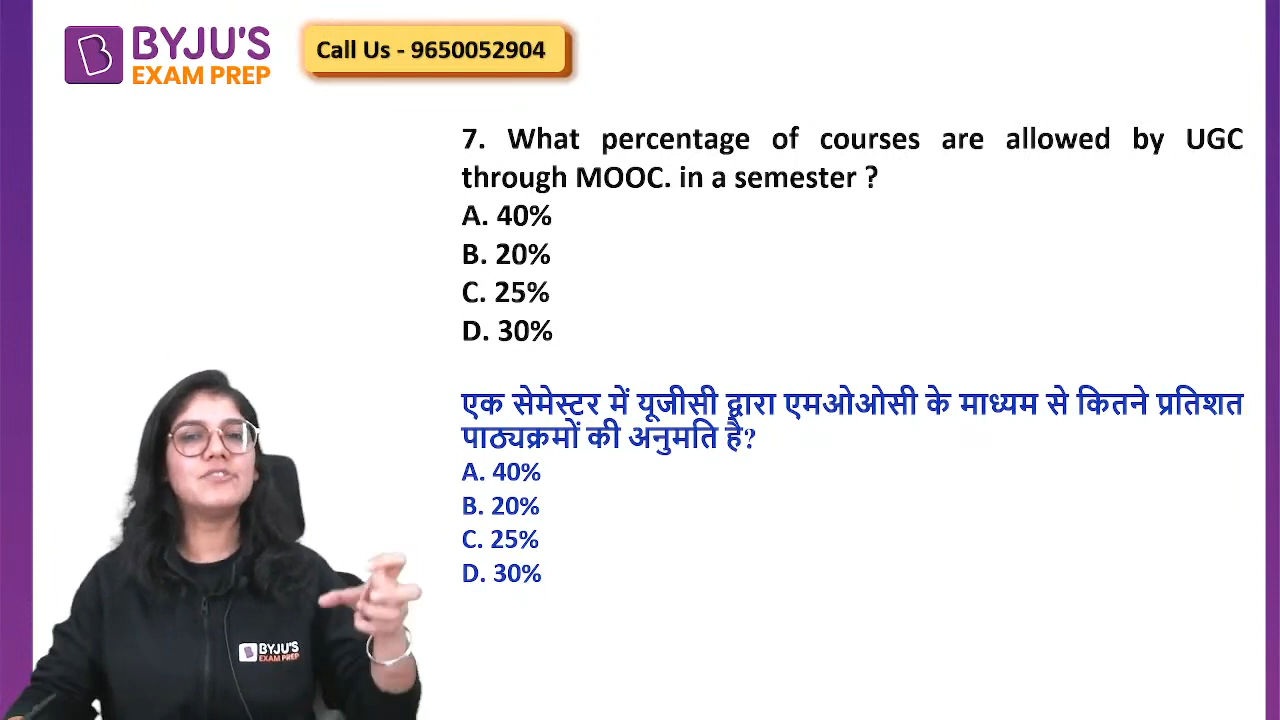 BYJU'S
EXAM PREP
Call Us - 9650052904
7. What percentage of courses are allowed by UGC
through MOOC. in a semester ?
A. 40%
B. 20%
C. 25%
D. 30%
एक सेमेस्टर में यूजीसी द्वारा एमओओसी के माध्यम से कितने प्रतिशत
पाठ्यक्रमों की अनुमति है?
A. 40%
B. 20%
C. 25%
D. 30%
BYJU'S
EXAM PREP